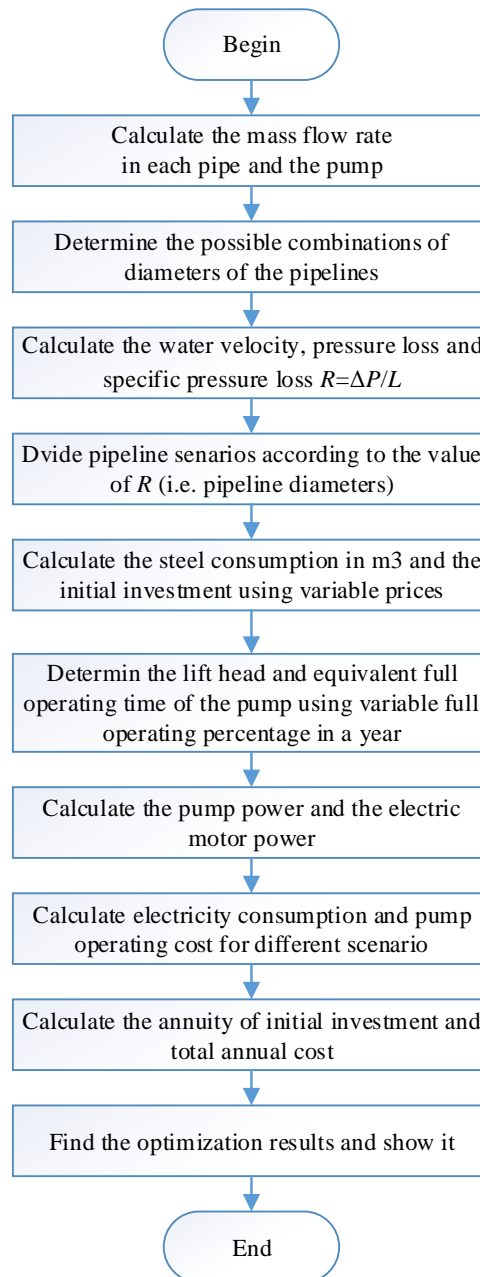 Begin
Calculate the mass flow rate
in each pipe and the pump
Determine the possible combinations of
diameters of the pipelines
Calculate the water velocity, pressure loss and
specific pressure loss R=ΔP/L
Dvide pipeline senarios according to the value
of R (i.e. pipeline diameters)
Calculate the steel consumption in m3 and the
initial investment using variable prices
Determin the lift head and equivalent full
operating time of the pump using variable full
operating percentage in a year
Calculate the pump power and the electric
motor power
Calculate electricity consumption and pump
operating cost for different scenario
Calculate the annuity of initial investment and
total annual cost
Find the optimization results and show it
End